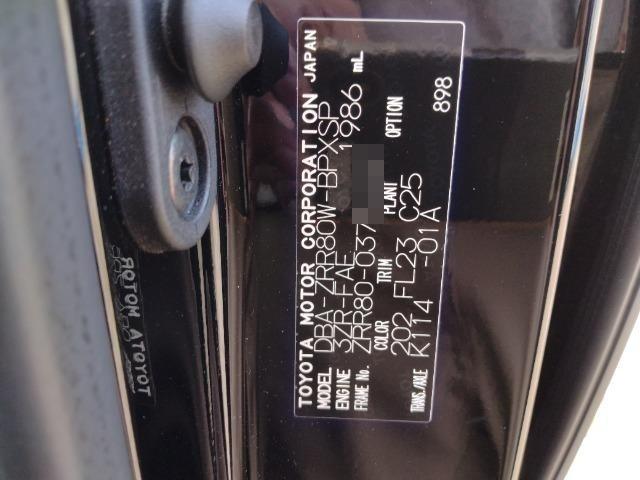 TOYOTA MOTOR CORPORATION JAPAN
MODEL DBA-ZRR80W-BPXSP
ENGINE 3ZR-FAE 1986 mL
FRAME No. ZRR80-037
COLOR TRIM PLANT OPTION
202 FL23 C25 898
TRANS./AXLE K114 -01A
TOYOTA MOTOR